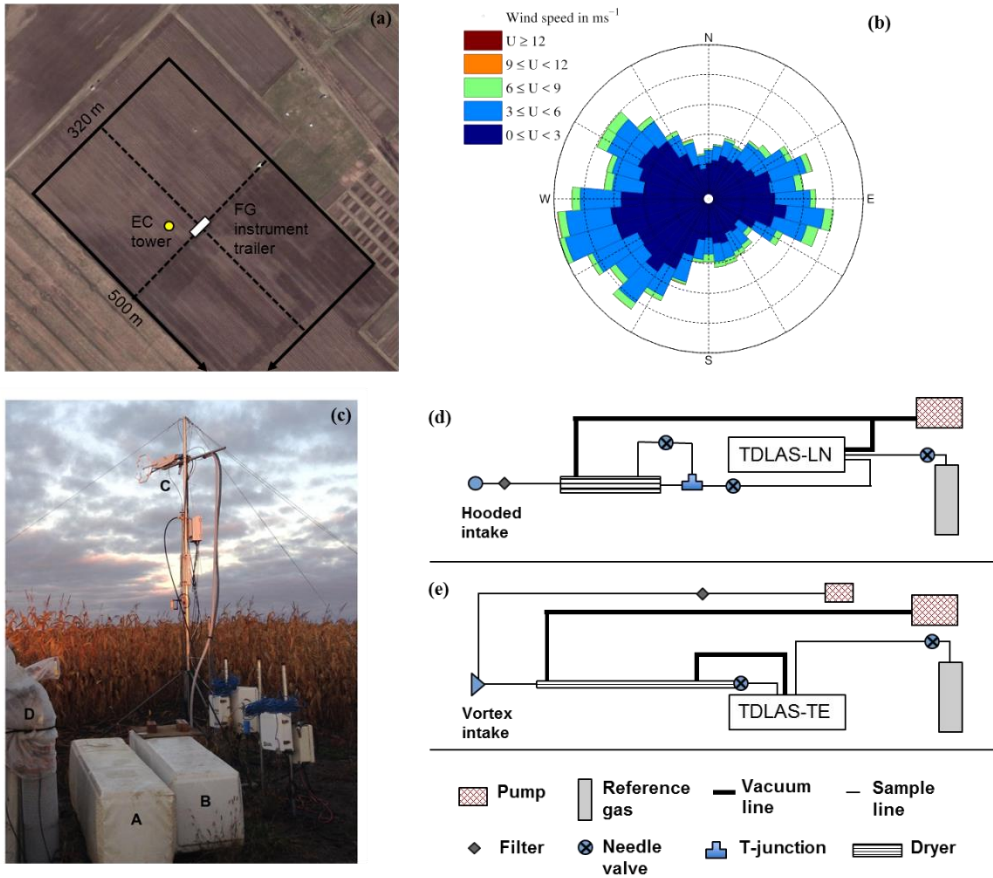 (a)
320 m
EC
tower
FG
instrument
trailer
500 m
Wind speed in ms⁻¹
U ≥ 12
9 ≤ U < 12
6 ≤ U < 9
3 ≤ U < 6
0 ≤ U < 3
(b)
N
W
E
S
(c)
C
D
A
B
(d)
TDLAS-LN
Hooded
intake
(e)
Vortex
intake
TDLAS-TE
Pump
Reference
gas
Vacuum
line
Sample
line
Filter
Needle
valve
T-junction
Dryer